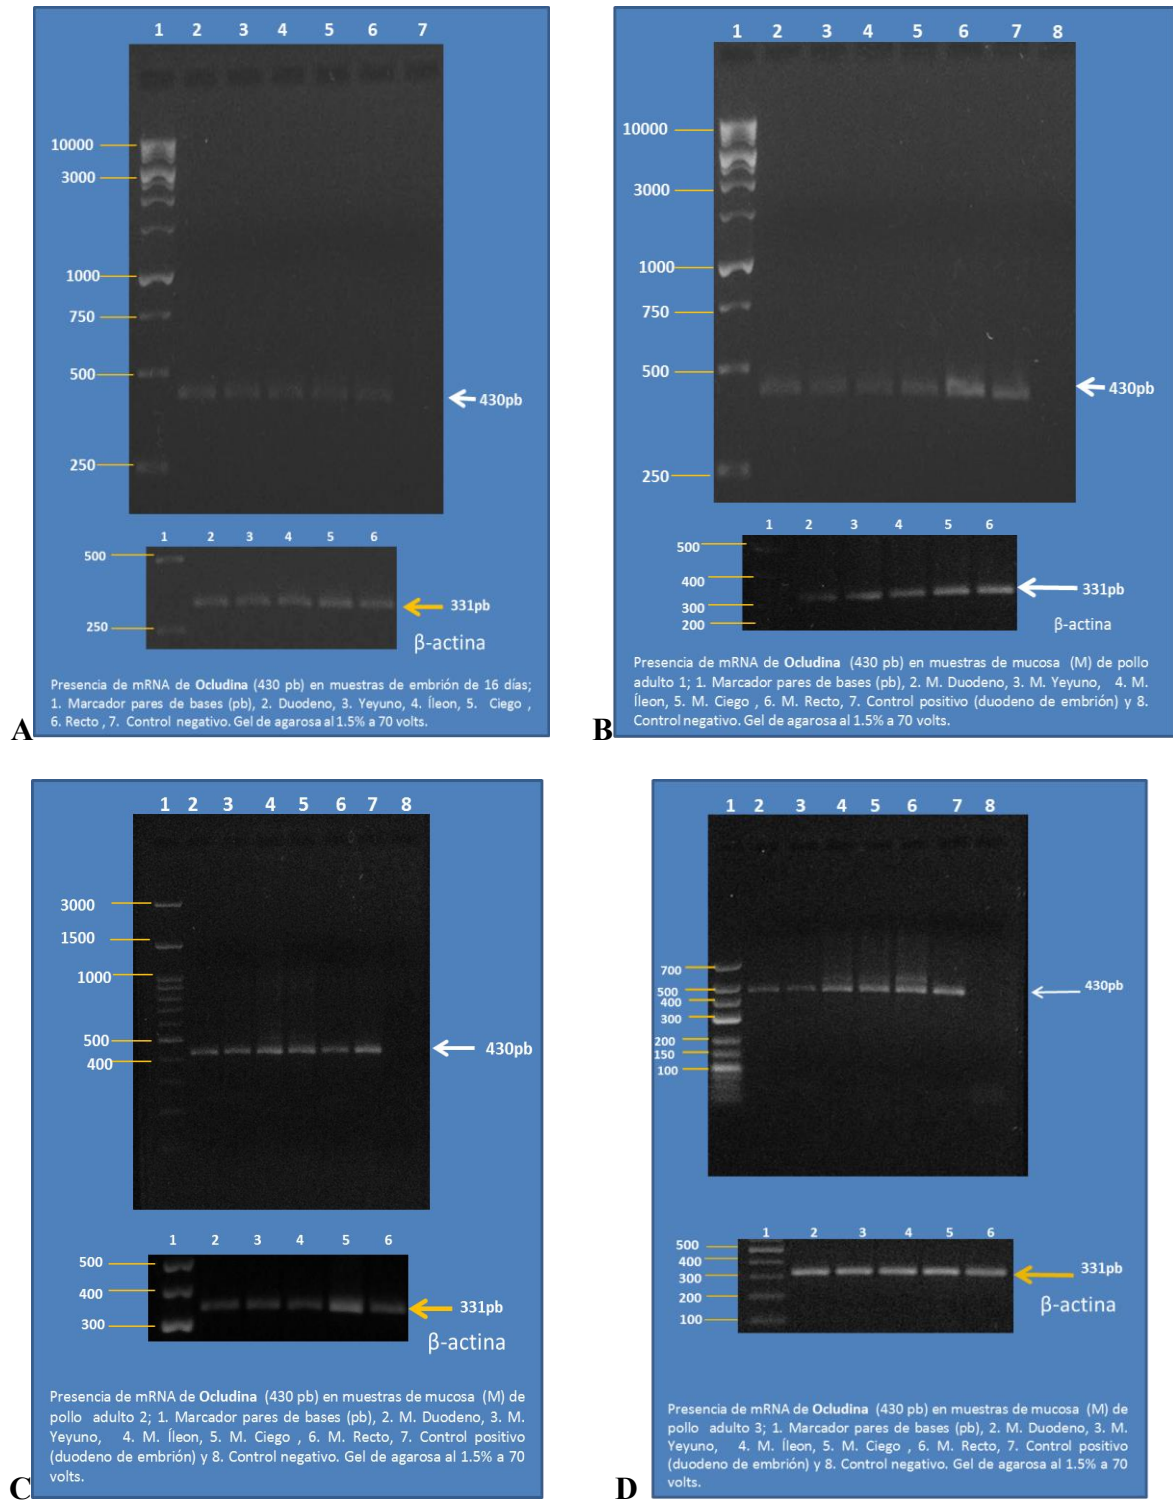 1 2 3 4 5 6 7
10000
3000
1000
750
500
430pb
250
1 2 3 4 5 6
500
331pb
250
β-actina
Presencia de mRNA de Ocludina (430 pb) en muestras de embrión de 16 días;
1. Marcador pares de bases (pb), 2. Duodeno, 3. Yeyuno, 4. Íleon, 5. Ciego ,
6. Recto , 7. Control negativo. Gel de agarosa al 1.5% a 70 volts.
A
1 2 3 4 5 6 7 8
10000
3000
1000
750
500
430pb
250
1 2 3 4 5 6
500
400
331pb
300
200
β-actina
Presencia de mRNA de Ocludina (430 pb) en muestras de mucosa (M) de pollo
adulto 1; 1. Marcador pares de bases (pb), 2. M. Duodeno, 3. M. Yeyuno, 4. M.
Íleon, 5. M. Ciego , 6. M. Recto, 7. Control positivo (duodeno de embrión) y 8.
Control negativo. Gel de agarosa al 1.5% a 70 volts.
B
1 2 3 4 5 6 7 8
3000
1500
1000
500
430pb
400
1 2 3 4 5 6
500
400
331pb
300
β-actina
Presencia de mRNA de Ocludina (430 pb) en muestras de mucosa (M) de
pollo adulto 2; 1. Marcador pares de bases (pb), 2. M. Duodeno, 3. M.
Yeyuno, 4. M. Íleon, 5. M. Ciego , 6. M. Recto, 7. Control positivo
(duodeno de embrión) y 8. Control negativo. Gel de agarosa al 1.5% a 70
volts.
C
1 2 3 4 5 6 7 8
700
500
430pb
400
300
200
150
100
1 2 3 4 5 6
500
400
331pb
300
200
β-actina
100
Presencia de mRNA de Ocludina (430 pb) en muestras de mucosa (M) de
pollo adulto 3; 1. Marcador pares de bases (pb), 2. M. Duodeno, 3. M.
Yeyuno, 4. M. Íleon, 5. M. Ciego , 6. M. Recto, 7. Control positivo
(duodeno de embrión) y 8. Control negativo. Gel de agarosa al 1.5% a 70
volts.
D